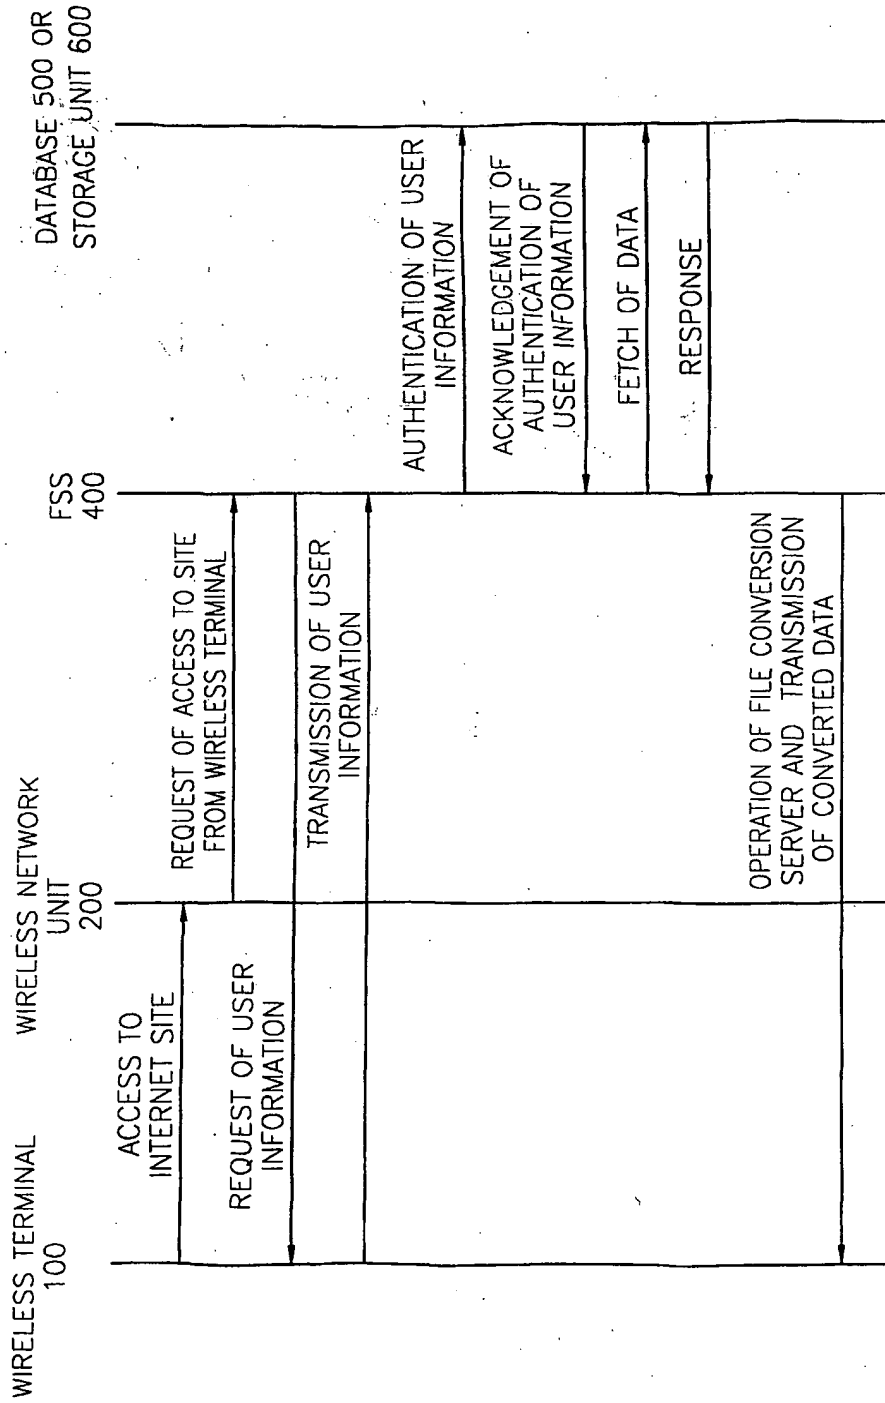 WIRELESS TERMINAL
100
WIRELESS NETWORK
UNIT
200
FSS
400
DATABASE 500 OR
STORAGE UNIT 600
ACCESS TO
INTERNET SITE
REQUEST OF ACCESS TO SITE
FROM WIRELESS TERMINAL
REQUEST OF USER
INFORMATION
TRANSMISSION OF USER
INFORMATION
AUTHENTICATION OF USER
INFORMATION
ACKNOWLEDGEMENT OF
AUTHENTICATION OF
USER INFORMATION
FETCH OF DATA
RESPONSE
OPERATION OF FILE CONVERSION
SERVER AND TRANSMISSION
OF CONVERTED DATA